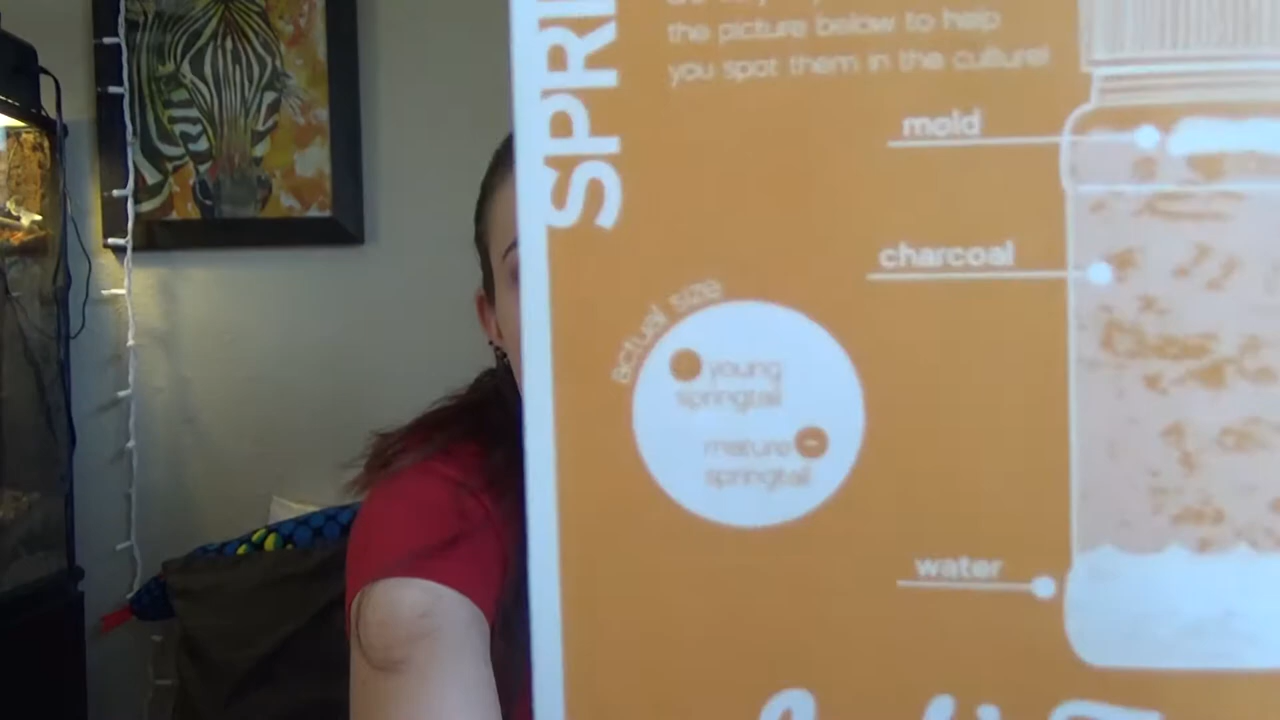 SPRI
the picture below to help
you spot them in the culture!
mold
charcoal
actual size
young
springtail
mature
springtail
water